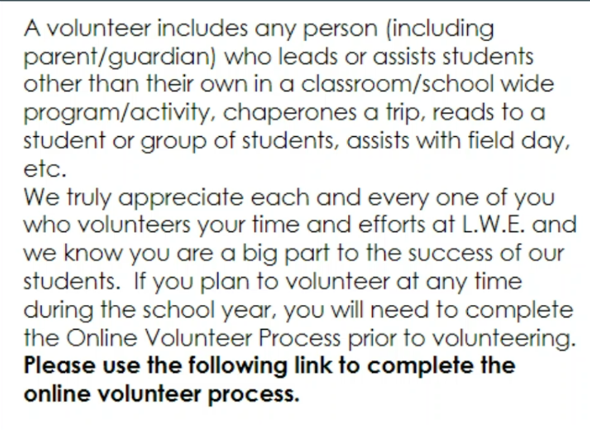 A volunteer includes any person (including
parent/guardian) who leads or assists students
other than their own in a classroom/school wide
program/activity, chaperones a trip, reads to a
student or group of students, assists with field day,
etc.
We truly appreciate each and every one of you
who volunteers your time and efforts at L.W.E. and
we know you are a big part to the success of our
students.  If you plan to volunteer at any time
during the school year, you will need to complete
the Online Volunteer Process prior to volunteering.
Please use the following link to complete the
online volunteer process.